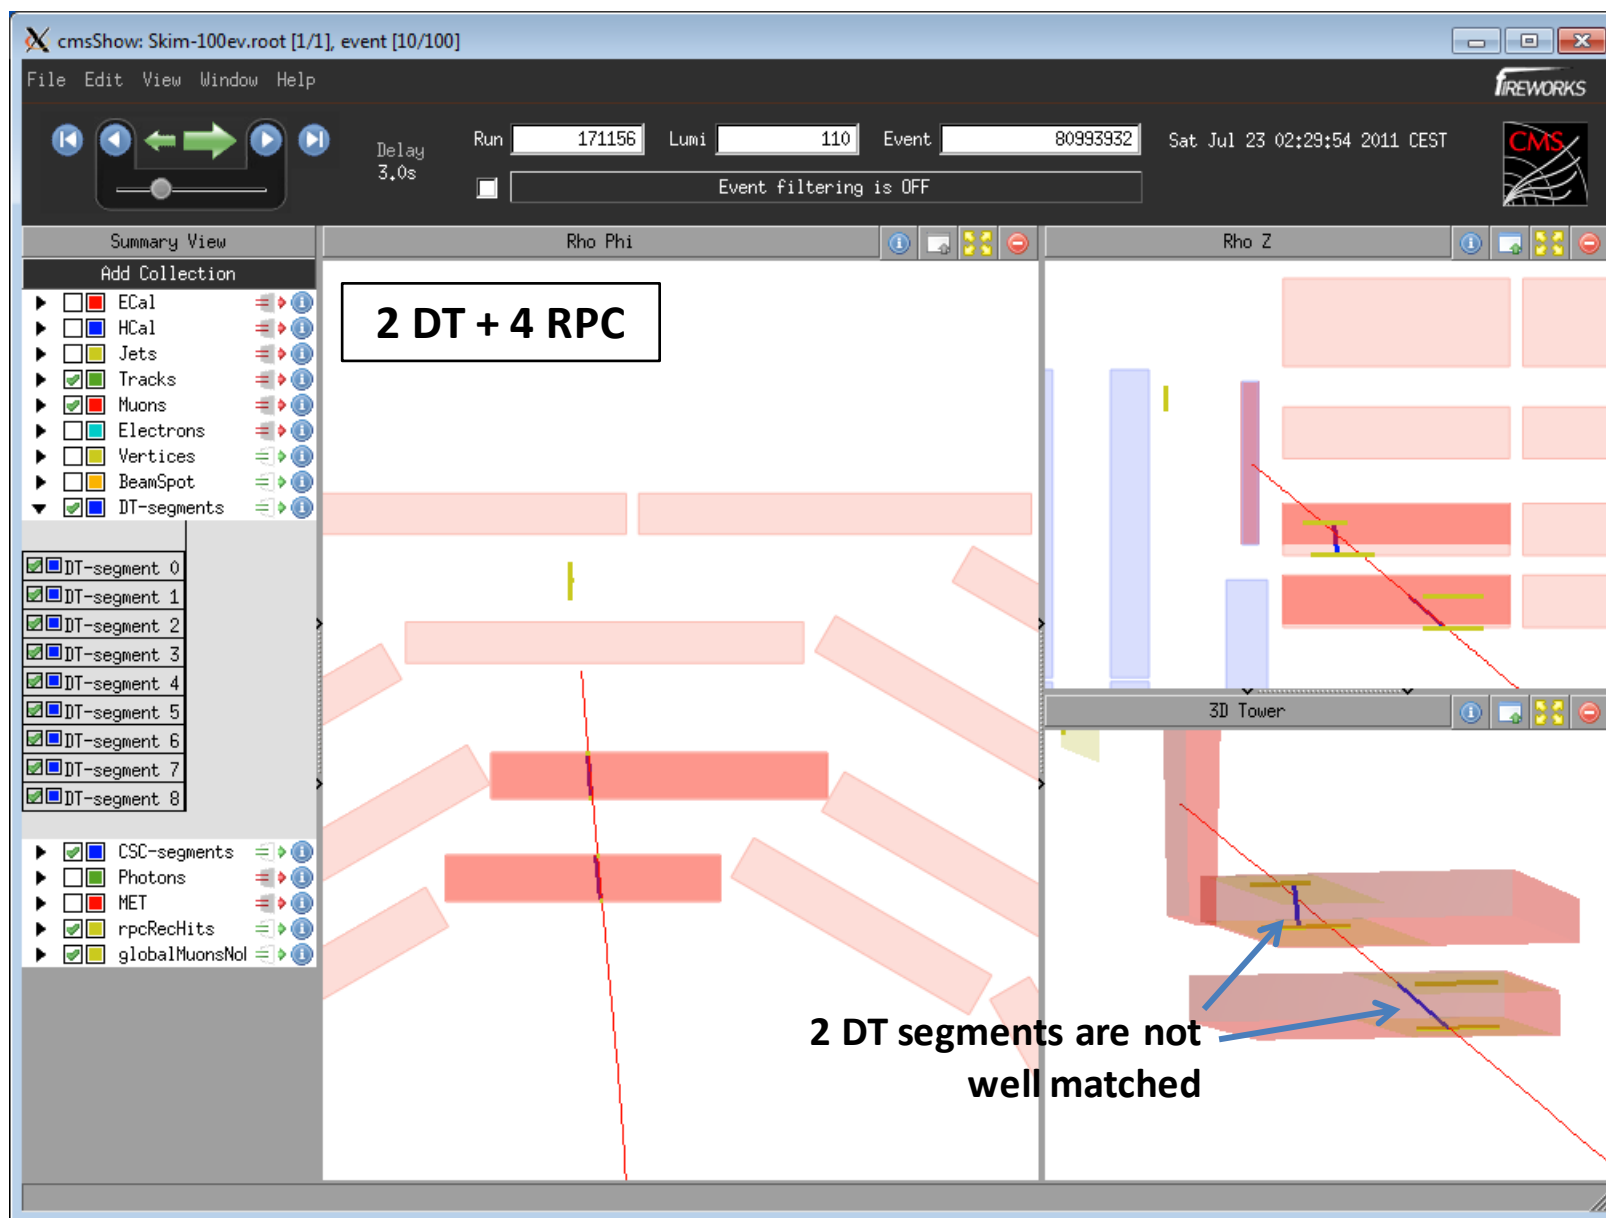 cmsShow: Skim-100ev.root [1/1], event [10/100]
File Edit View Window Help
fIREWORKS
Delay
3.0s
Run 171156 Lumi 110 Event 80993932 Sat Jul 23 02:29:54 2011 CEST
CMS
Event filtering is OFF
Summary View
Rho Phi
Rho Z
Add Collection
ECal
HCal
Jets
Tracks
Muons
Electrons
Vertices
BeamSpot
DT-segments
DT-segment 0
DT-segment 1
DT-segment 2
DT-segment 3
DT-segment 4
DT-segment 5
DT-segment 6
DT-segment 7
DT-segment 8
CSC-segments
Photons
MET
rpcRecHits
globalMuonsNol
2 DT + 4 RPC
3D Tower
2 DT segments are not
well matched